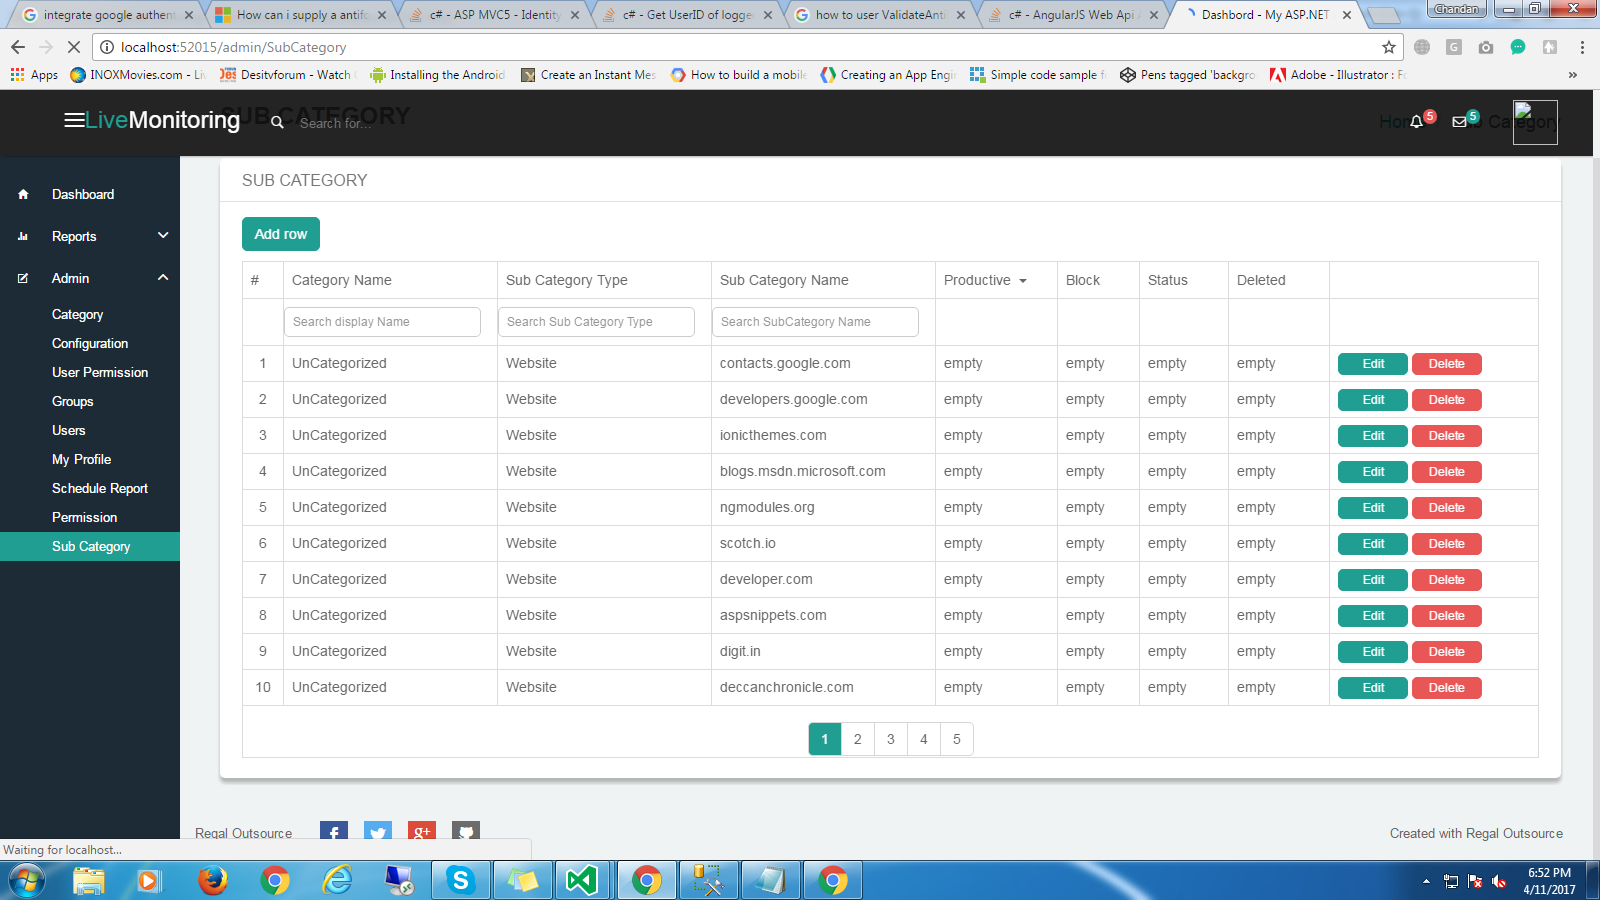 integrate google authent
How can i supply a antifo
c# - ASP MVC5 - Identity
c# - Get UserID of logged
how to user ValidateAnti
c# - AngularJS Web Api A
Dashbord - My ASP.NET
Chandan
localhost:52015/admin/SubCategory
Apps
INOXMovies.com - Liv
Desitvforum - Watch
Installing the Android
Create an Instant Mes
How to build a mobile
Creating an App Engi
Simple code sample f
Pens tagged 'backgro
Adobe - Illustrator : Fo
LiveMonitoring
SUB CATEGORY
Search for...
5
5
Category
SUB CATEGORY
Add row
# Category Name Sub Category Type Sub Category Name Productive Block Status Deleted
Search display Name Search Sub Category Type Search SubCategory Name
1 UnCategorized Website contacts.google.com empty empty empty empty Edit Delete
2 UnCategorized Website developers.google.com empty empty empty empty Edit Delete
3 UnCategorized Website ionicthemes.com empty empty empty empty Edit Delete
4 UnCategorized Website blogs.msdn.microsoft.com empty empty empty empty Edit Delete
5 UnCategorized Website ngmodules.org empty empty empty empty Edit Delete
6 UnCategorized Website scotch.io empty empty empty empty Edit Delete
7 UnCategorized Website developer.com empty empty empty empty Edit Delete
8 UnCategorized Website aspsnippets.com empty empty empty empty Edit Delete
9 UnCategorized Website digit.in empty empty empty empty Edit Delete
10 UnCategorized Website deccanchronicle.com empty empty empty empty Edit Delete
1 2 3 4 5
Dashboard
Reports
Admin
Category
Configuration
User Permission
Groups
Users
My Profile
Schedule Report
Permission
Sub Category
Regal Outsource
Created with Regal Outsource
Waiting for localhost...
6:52 PM
4/11/2017